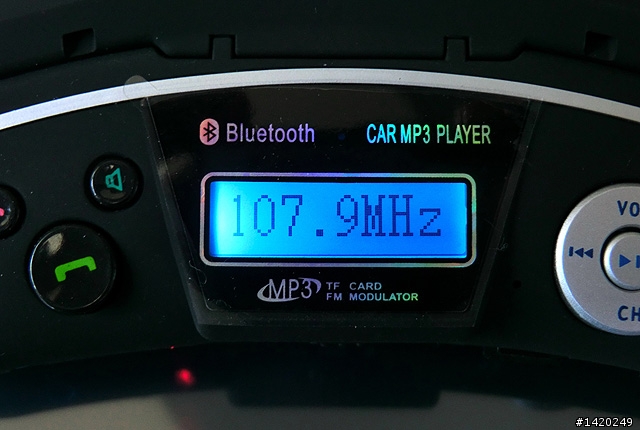 Bluetooth CAR MP3 PLAYER
107.9MHz
MP3 TF CARD
FM MODULATOR
VO
CH
#1420249